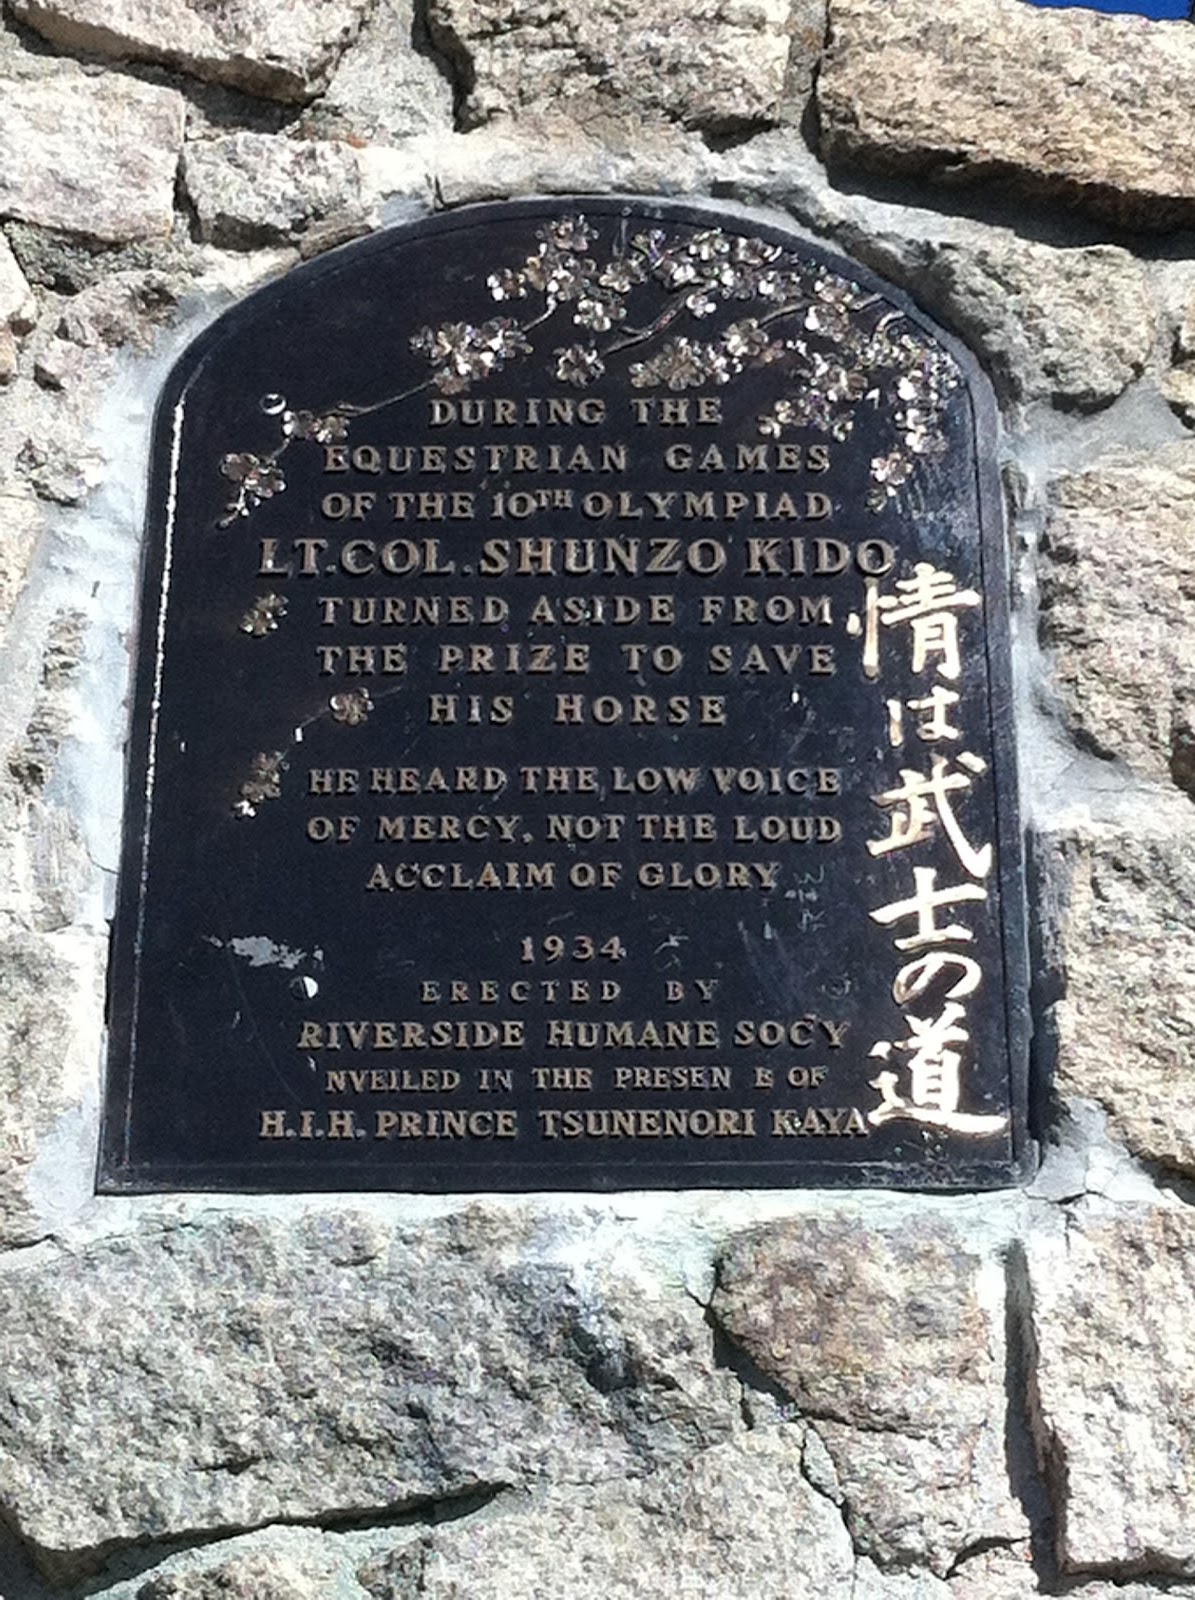 DURING THE
EQUESTRIAN GAMES
OF THE 10TH OLYMPIAD
LT. COL. SHUNZO KIDO
TURNED ASIDE FROM
THE PRIZE TO SAVE
HIS HORSE
HE HEARD THE LOW VOICE
OF MERCY, NOT THE LOUD
ACCLAIM OF GLORY
1934
ERECTED BY
RIVERSIDE HUMANE SOCY
NVEILED IN THE PRESEN E OF
H.I.H. PRINCE TSUNENORI KAYA
情は武士の道